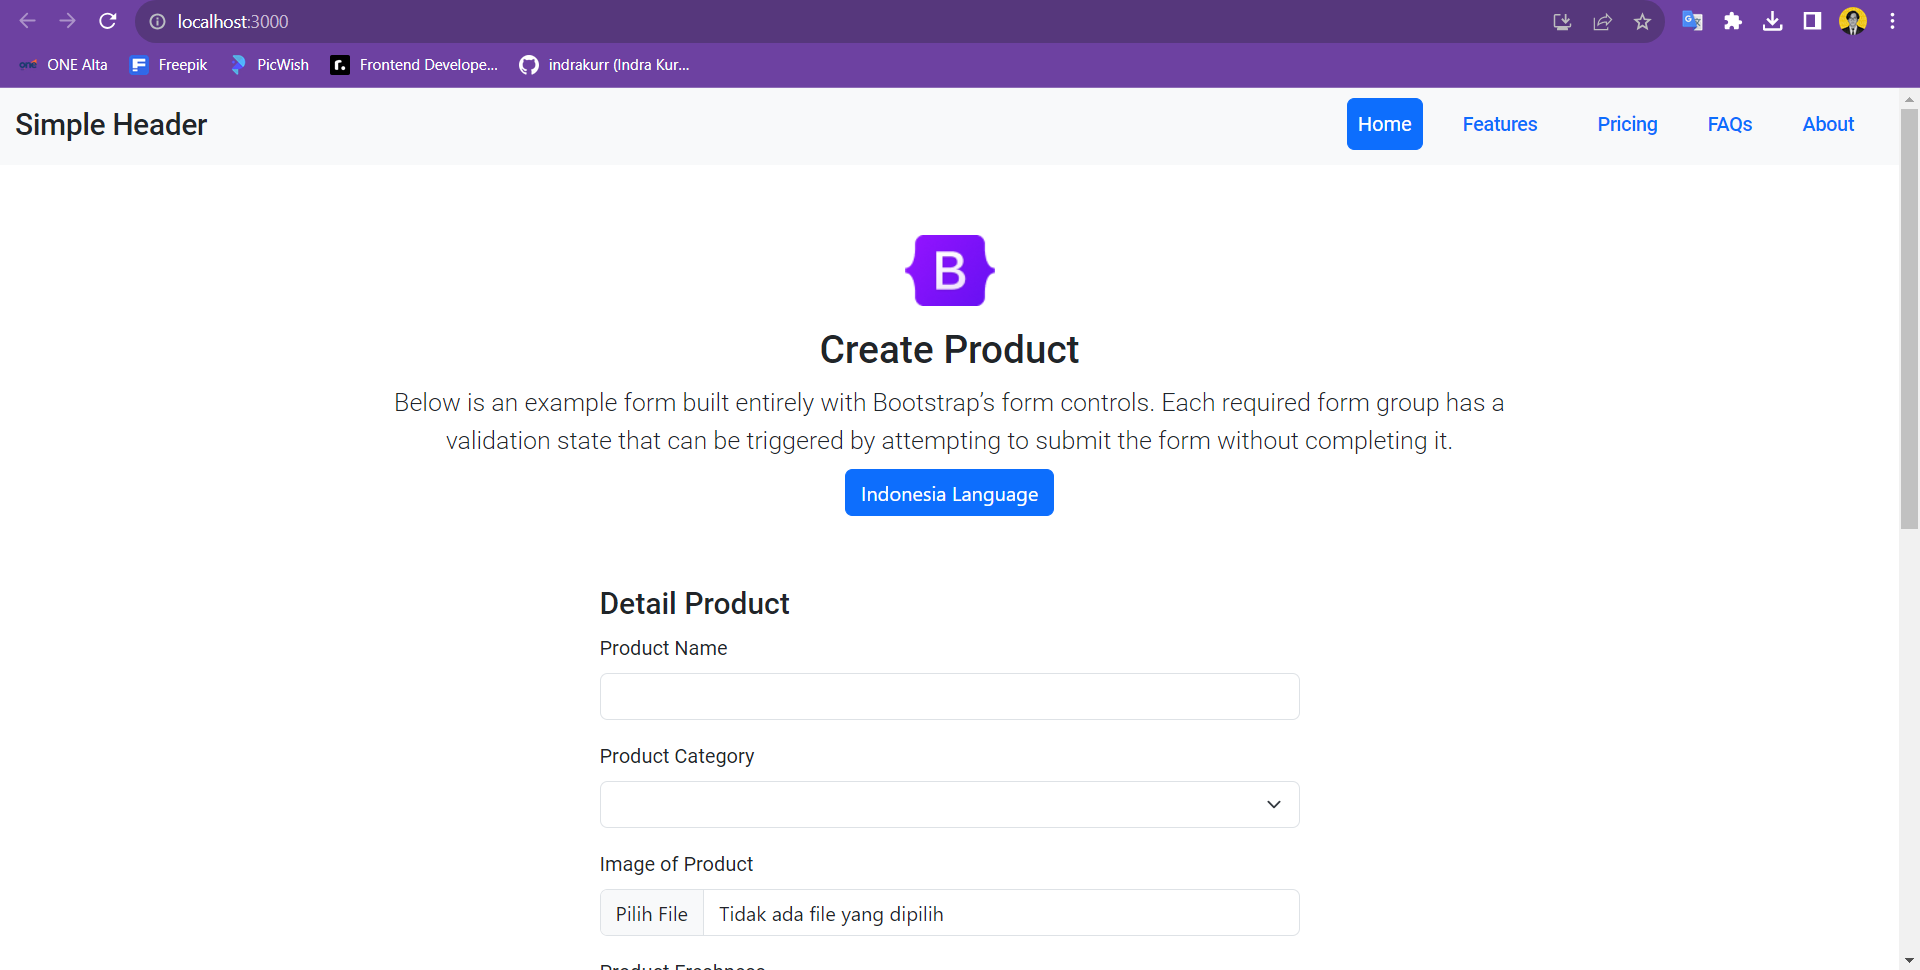 localhost:3000
one ONE Alta Freepik PicWish r. Frontend Develope... indrakurr (Indra Kur...
Simple Header Home Features Pricing FAQs About
B
Create Product
Below is an example form built entirely with Bootstrap’s form controls. Each required form group has a
validation state that can be triggered by attempting to submit the form without completing it.
Indonesia Language
Detail Product
Product Name
Product Category
Image of Product
Pilih File Tidak ada file yang dipilih
Product Freshness